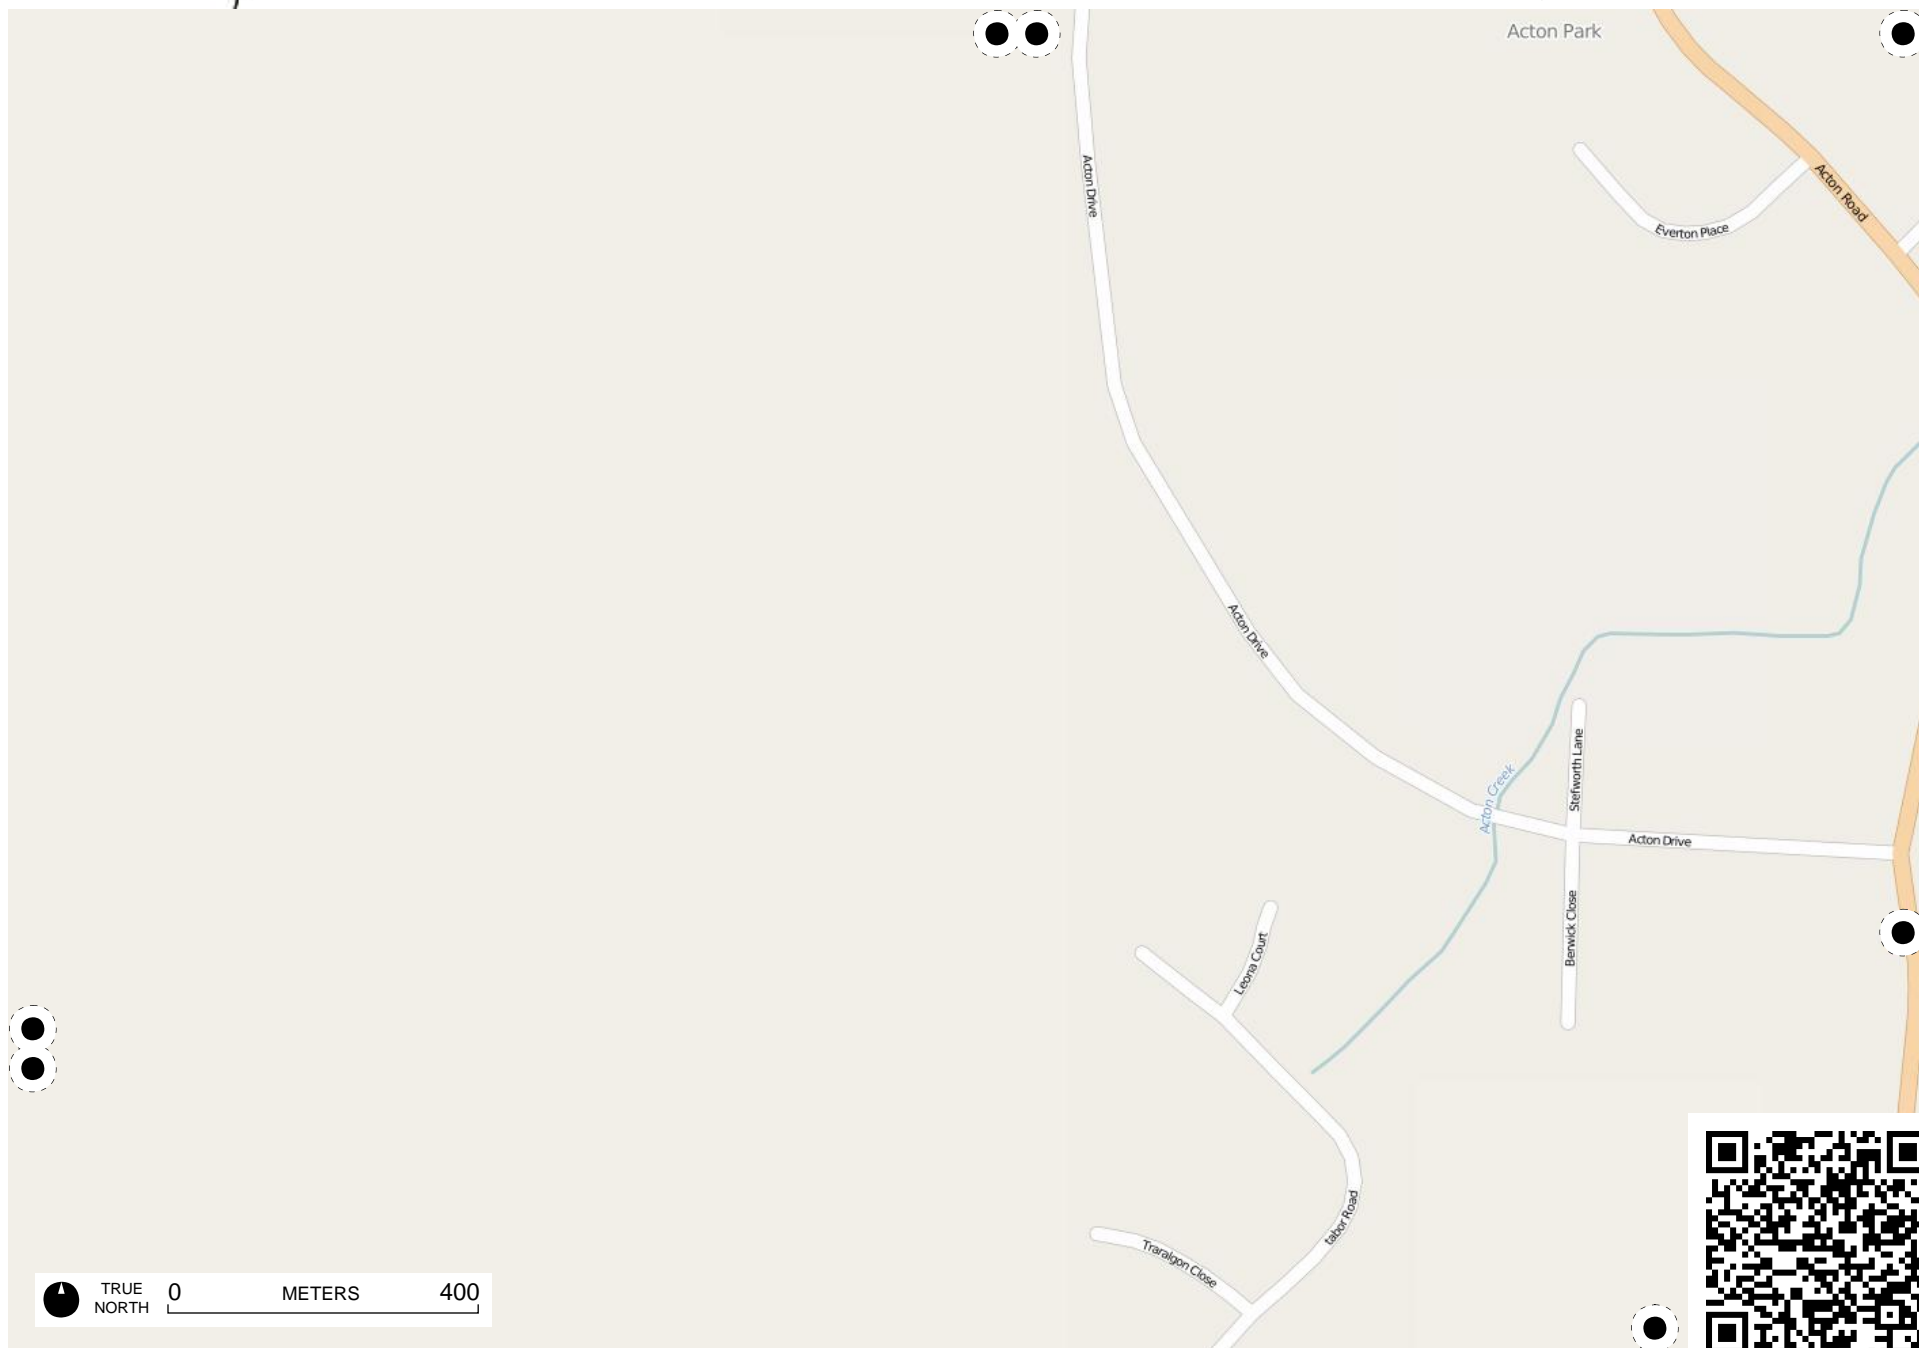 Acton Park
Acton Drive
Acton Road
Everton Place
Acton Drive
Stefworth Lane
Acton Creek
Acton Drive
Berwick Close
Leona Court
tabor Road
Traralgon Close
TRUE
NORTH
0 METERS 400